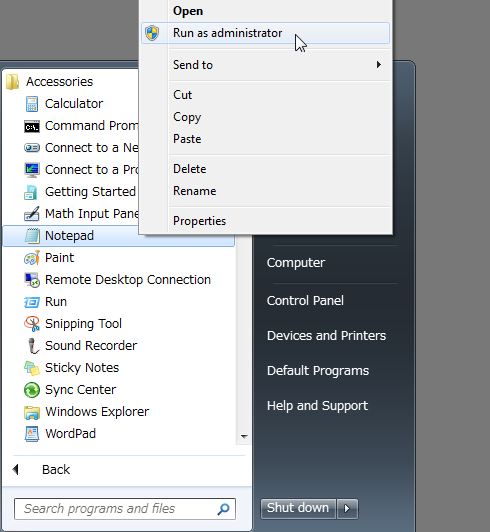 Open
Run as administrator
Send to
Cut
Copy
Paste
Delete
Rename
Properties
Accessories
Calculator
Command Prom
Connect to a Ne
Connect to a Pro
Getting Started
Math Input Pane
Notepad
Paint
Remote Desktop Connection
Run
Snipping Tool
Sound Recorder
Sticky Notes
Sync Center
Windows Explorer
WordPad
Back
Search programs and files
Computer
Control Panel
Devices and Printers
Default Programs
Help and Support
Shut down